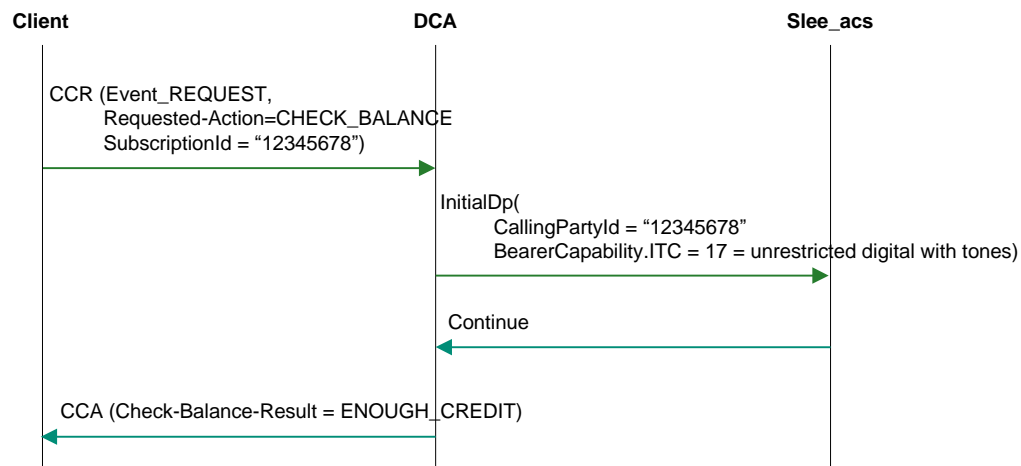 Client DCA Slee_acs
CCR (Event_REQUEST,
Requested-Action=CHECK_BALANCE
SubscriptionId = “12345678”)
InitialDp(
CallingPartyId = “12345678”
BearerCapability.ITC = 17 = unrestricted digital with tones)
Continue
CCA (Check-Balance-Result = ENOUGH_CREDIT)